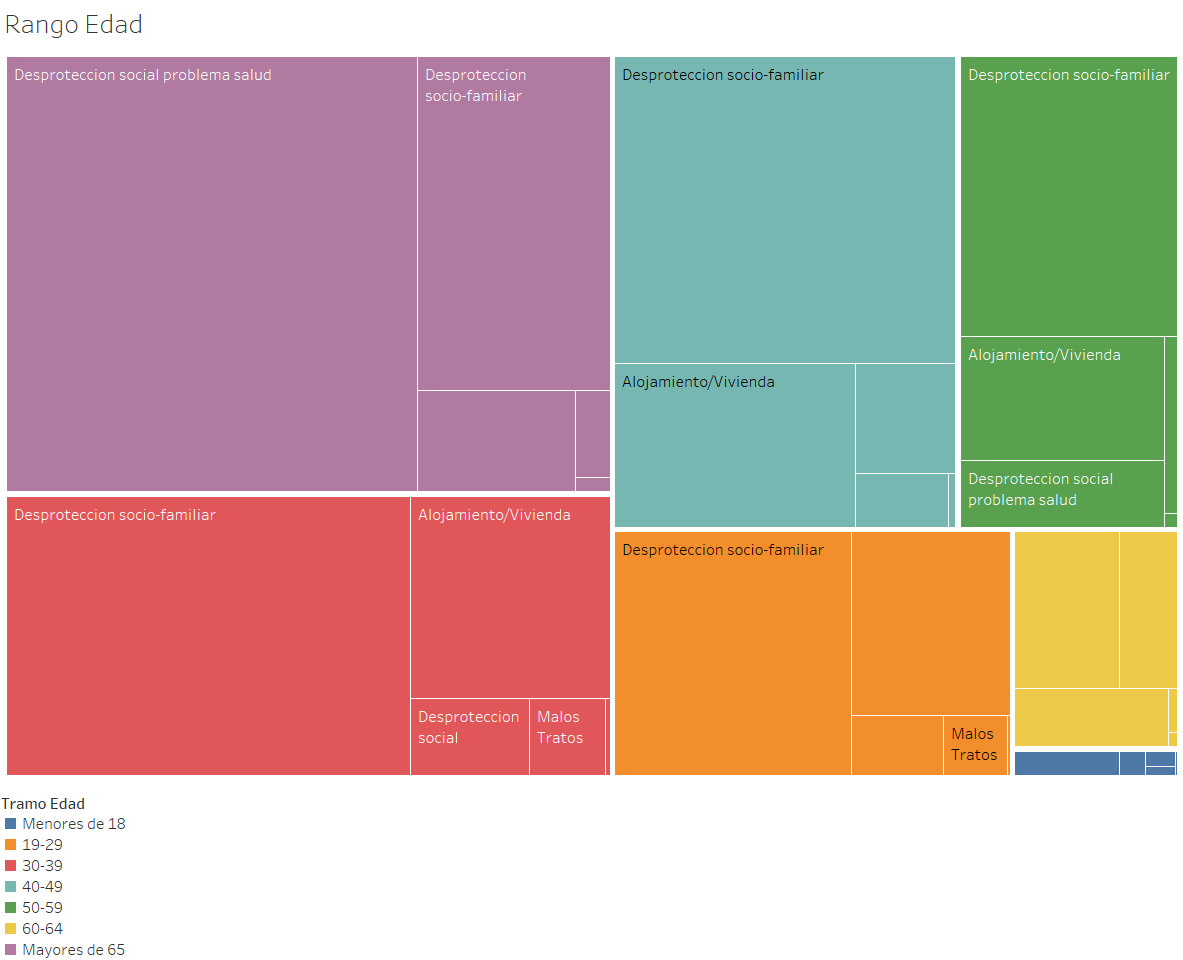 Rango Edad
Desproteccion social problema salud
Desproteccion
socio-familiar
Desproteccion socio-familiar
Desproteccion socio-familiar
Alojamiento/Vivienda
Alojamiento/Vivienda
Desproteccion social
problema salud
Desproteccion socio-familiar
Alojamiento/Vivienda
Desproteccion
social
Malos
Tratos
Desproteccion socio-familiar
Malos
Tratos
Tramo Edad
Menores de 18
19-29
30-39
40-49
50-59
60-64
Mayores de 65